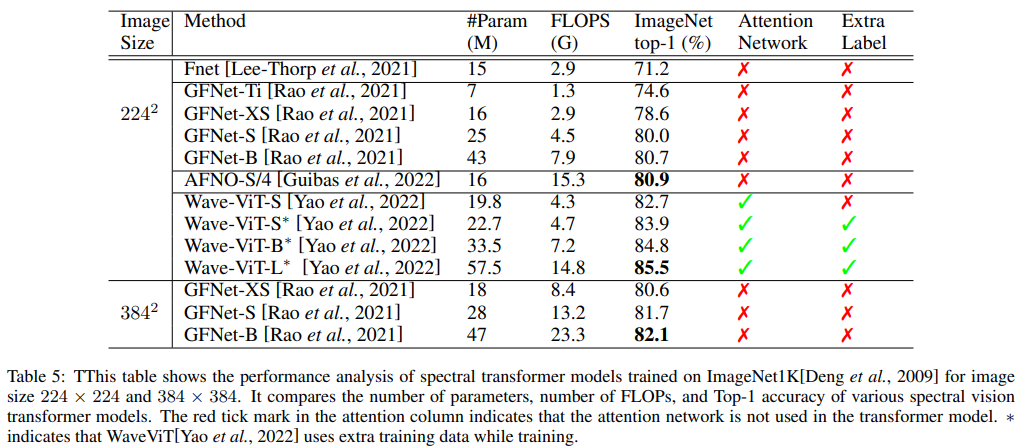 Image Method #Param FLOPS ImageNet Attention Extra
Size (M) (G) top-1 (%) Network Label
Fnet [Lee-Thorp et al., 2021] 15 2.9 71.2 ✗ ✗
GFNet-Ti [Rao et al., 2021] 7 1.3 74.6 ✗ ✗
224² GFNet-XS [Rao et al., 2021] 16 2.9 78.6 ✗ ✗
GFNet-S [Rao et al., 2021] 25 4.5 80.0 ✗ ✗
GFNet-B [Rao et al., 2021] 43 7.9 80.7 ✗ ✗
AFNO-S/4 [Guibas et al., 2022] 16 15.3 80.9 ✗ ✗
Wave-ViT-S [Yao et al., 2022] 19.8 4.3 82.7 ✓ ✗
Wave-ViT-S* [Yao et al., 2022] 22.7 4.7 83.9 ✓ ✓
Wave-ViT-B* [Yao et al., 2022] 33.5 7.2 84.8 ✓ ✓
Wave-ViT-L* [Yao et al., 2022] 57.5 14.8 85.5 ✓ ✓
GFNet-XS [Rao et al., 2021] 18 8.4 80.6 ✗ ✗
384² GFNet-S [Rao et al., 2021] 28 13.2 81.7 ✗ ✗
GFNet-B [Rao et al., 2021] 47 23.3 82.1 ✗ ✗
Table 5: TThis table shows the performance analysis of spectral transformer models trained on ImageNet1K[Deng et al., 2009] for image
size 224 × 224 and 384 × 384. It compares the number of parameters, number of FLOPs, and Top-1 accuracy of various spectral vision
transformer models. The red tick mark in the attention column indicates that the attention network is not used in the transformer model. *
indicates that WaveViT[Yao et al., 2022] uses extra training data while training.